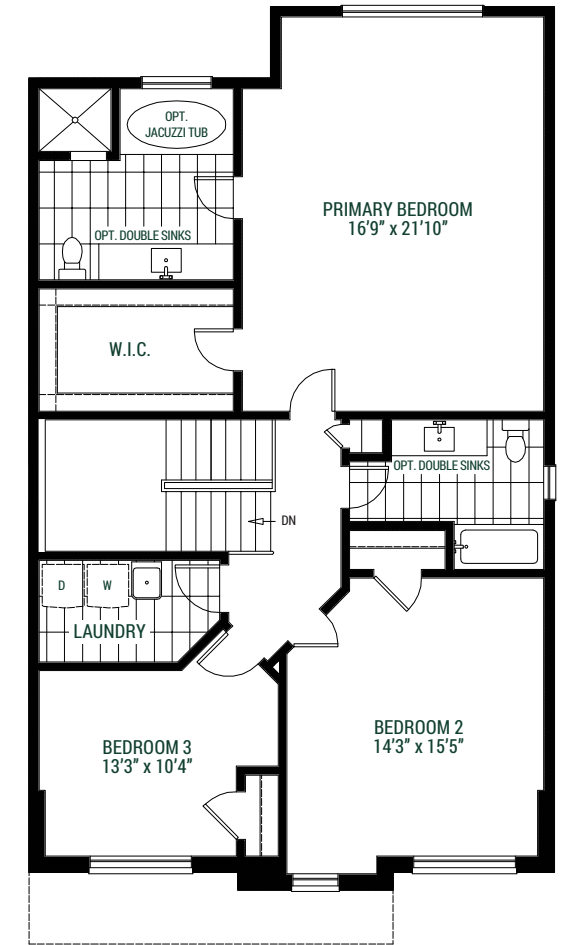 OPT.
JACUZZI TUB
PRIMARY BEDROOM
16’9” x 21’10”
OPT. DOUBLE SINKS
W.I.C.
OPT. DOUBLE SINKS
DN
D
W
LAUNDRY
BEDROOM 2
14’3” x 15’5”
BEDROOM 3
13’3” x 10’4”